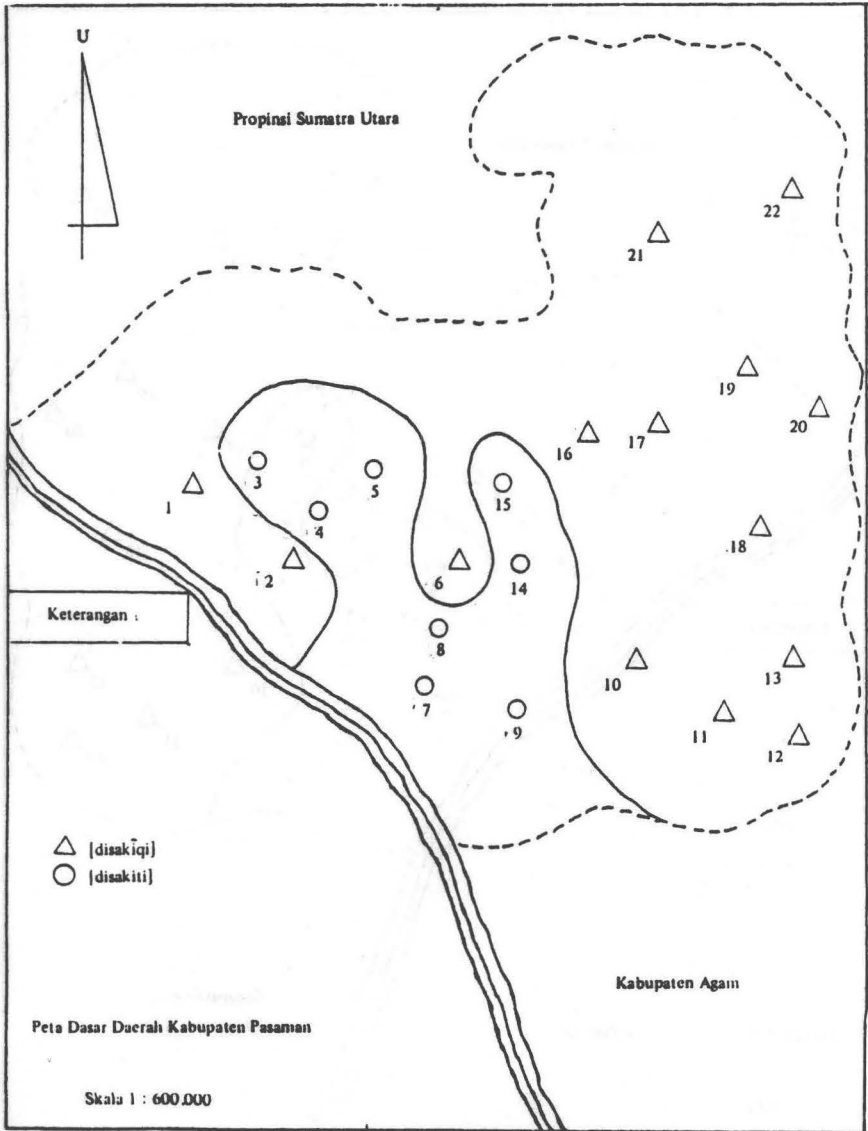 U
Propinsi Sumatra Utara
22
21
19
20
16
17
3
5
15
1
4
18
2
6
14
Keterangan :
8
10
13
7
9
11
12
[disakīqi]
[disakiti]
Kabupaten Agam
Peta Dasar Daerah Kabupaten Pasaman
Skala 1 : 600.000